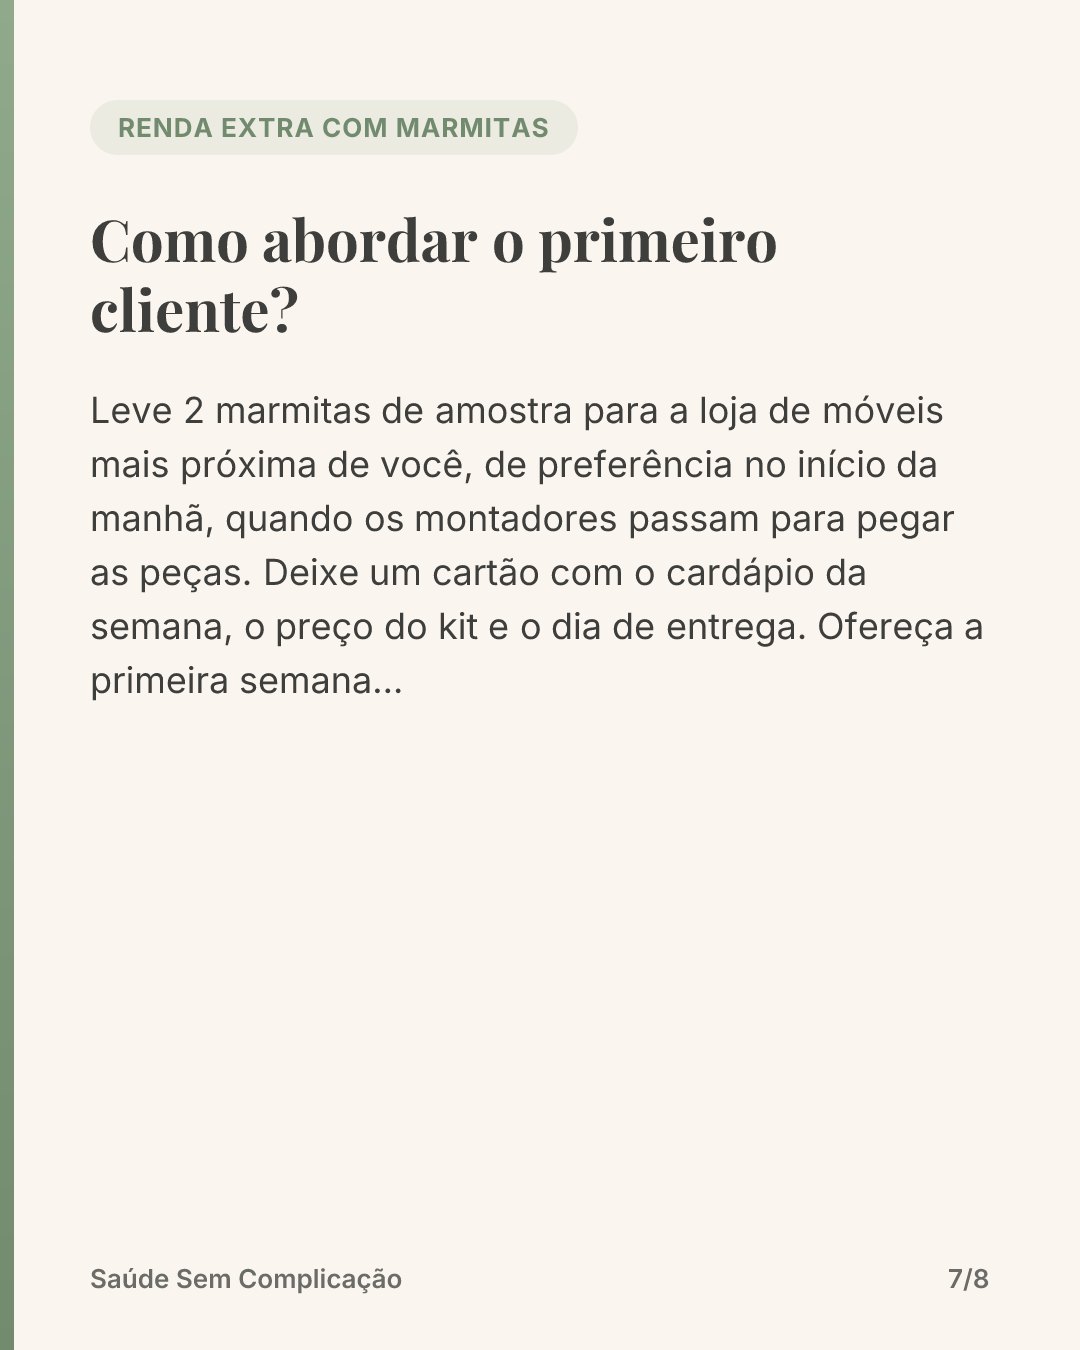 RENDA EXTRA COM MARMITAS
Como abordar o primeiro
cliente?
Leve 2 marmitas de amostra para a loja de móveis
mais próxima de você, de preferência no início da
manhã, quando os montadores passam para pegar
as peças. Deixe um cartão com o cardápio da
semana, o preço do kit e o dia de entrega. Ofereça a
primeira semana...
Saúde Sem Complicação
7/8